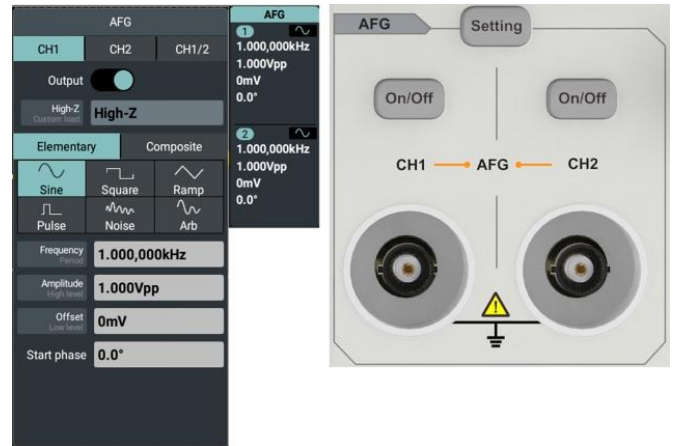 AFG
CH1 CH2 CH1/2
Output
High-Z
Custom load
High-Z
Elementary Composite
Sine Square Ramp
Pulse Noise Arb
Frequency
Period
1.000,000kHz
Amplitude
High level
1.000Vpp
Offset
Low level
0mV
Start phase 0.0°
AFG
1
1.000,000kHz
1.000Vpp
0mV
0.0°
2
1.000,000kHz
1.000Vpp
0mV
0.0°
AFG Setting
On/Off On/Off
CH1 AFG CH2